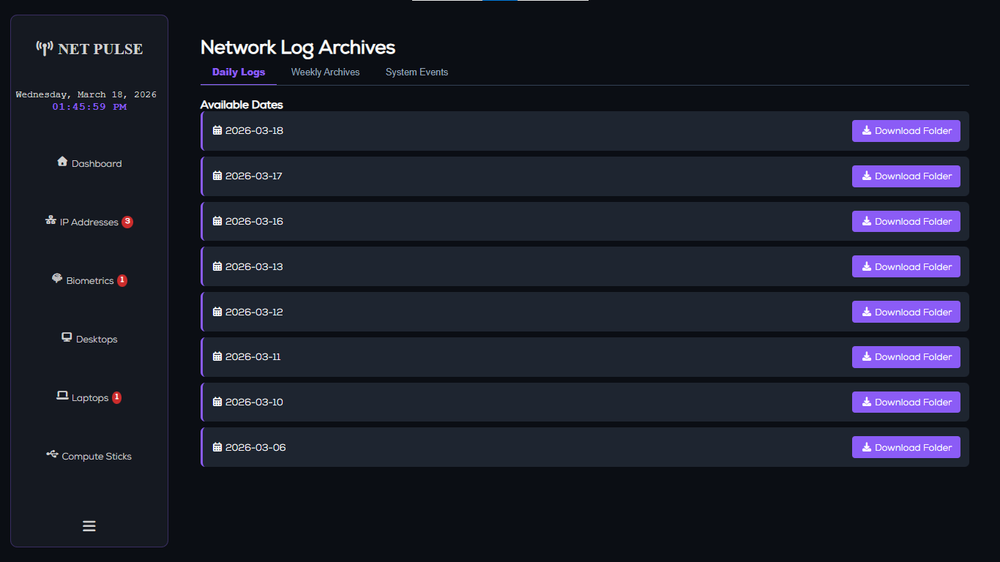 NET PULSE
Wednesday, March 18, 2026
01:45:59 PM
Dashboard
IP Addresses 3
Biometrics 1
Desktops
Laptops 1
Compute Sticks
Network Log Archives
Daily Logs Weekly Archives System Events
Available Dates
2026-03-18 Download Folder
2026-03-17 Download Folder
2026-03-16 Download Folder
2026-03-13 Download Folder
2026-03-12 Download Folder
2026-03-11 Download Folder
2026-03-10 Download Folder
2026-03-06 Download Folder